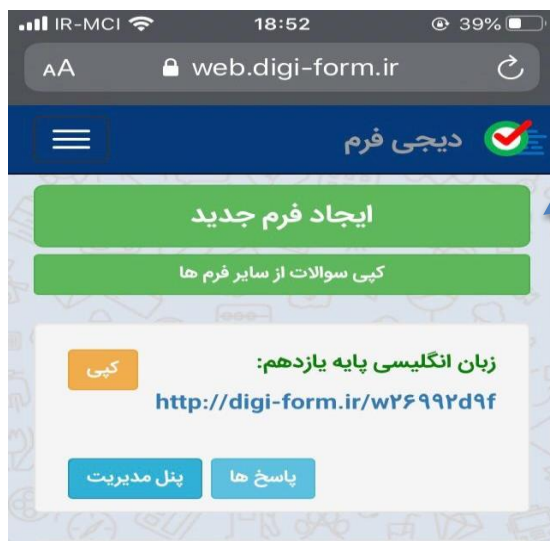 IR-MCI 18:52 39%
AA web.digi-form.ir
دیجی فرم
ایجاد فرم جدید
کپی سوالات از سایر فرم ها
زبان انگلیسی پایه یازدهم:
کپی
http://digi-form.ir/w۲۶۹۹۲d۹f
پاسخ ها
پنل مدیریت